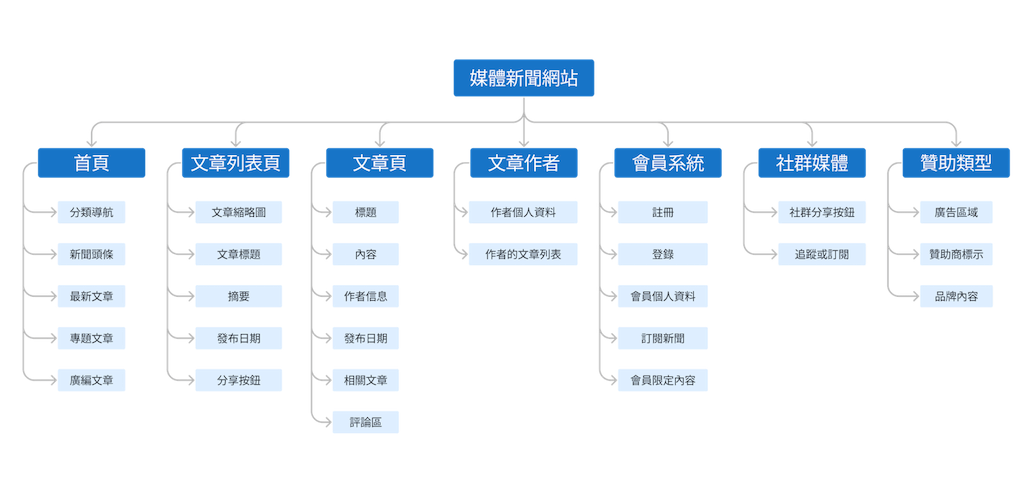 媒體新聞網站
首頁
分類導航
新聞頭條
最新文章
專題文章
廣編文章
文章列表頁
文章縮略圖
文章標題
摘要
發布日期
分享按鈕
文章頁
標題
內容
作者信息
發布日期
相關文章
評論區
文章作者
作者個人資料
作者的文章列表
會員系統
註冊
登錄
會員個人資料
訂閱新聞
會員限定內容
社群媒體
社群分享按鈕
追蹤或訂閱
贊助類型
廣告區域
贊助商標示
品牌內容